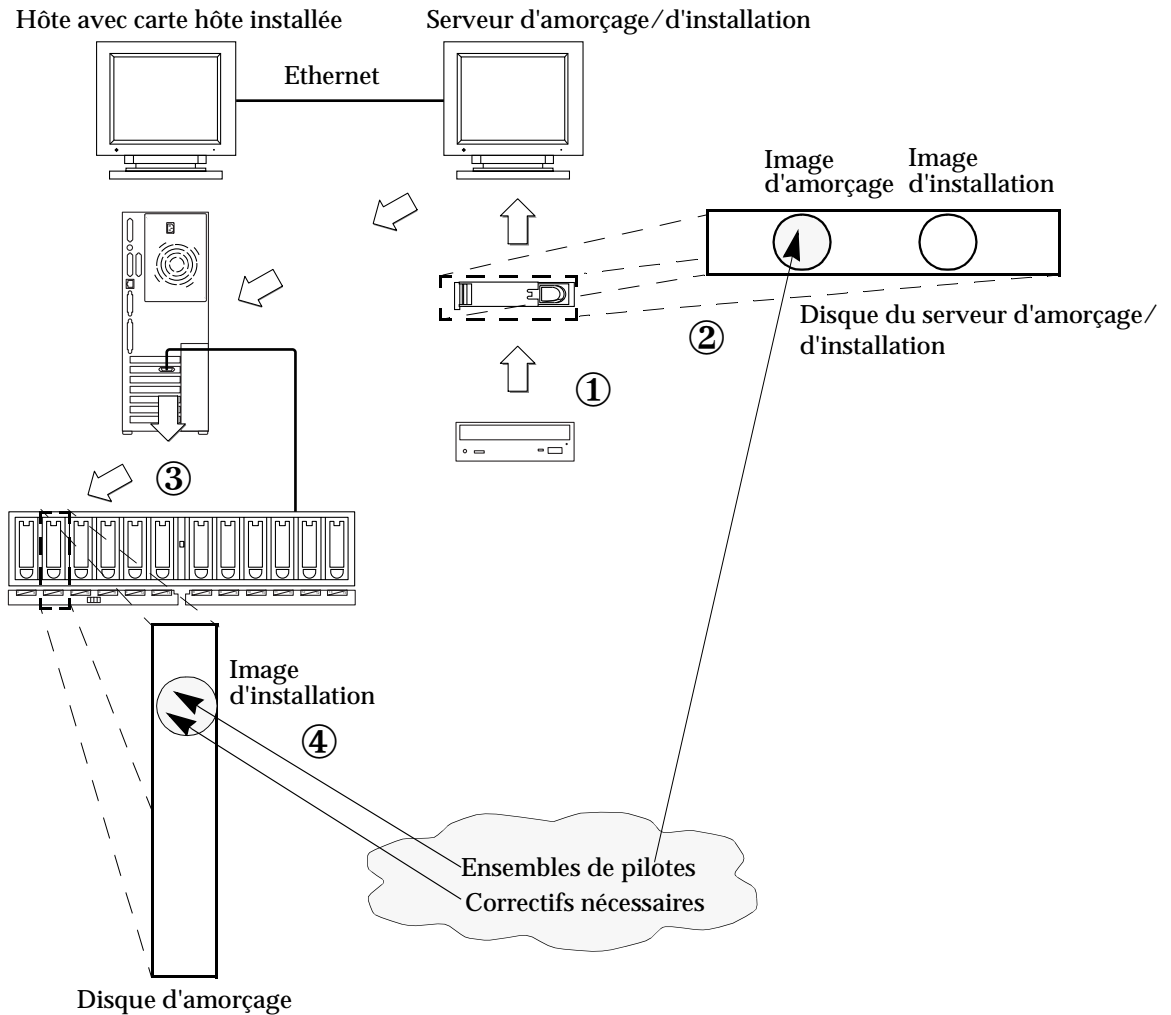 Hôte avec carte hôte installée
Serveur d'amorçage/d'installation
Ethernet
Image
d'amorçage
Image
d'installation
Disque du serveur d'amorçage/
d'installation
②
①
③
Image
d'installation
④
Ensembles de pilotes
Correctifs nécessaires
Disque d'amorçage